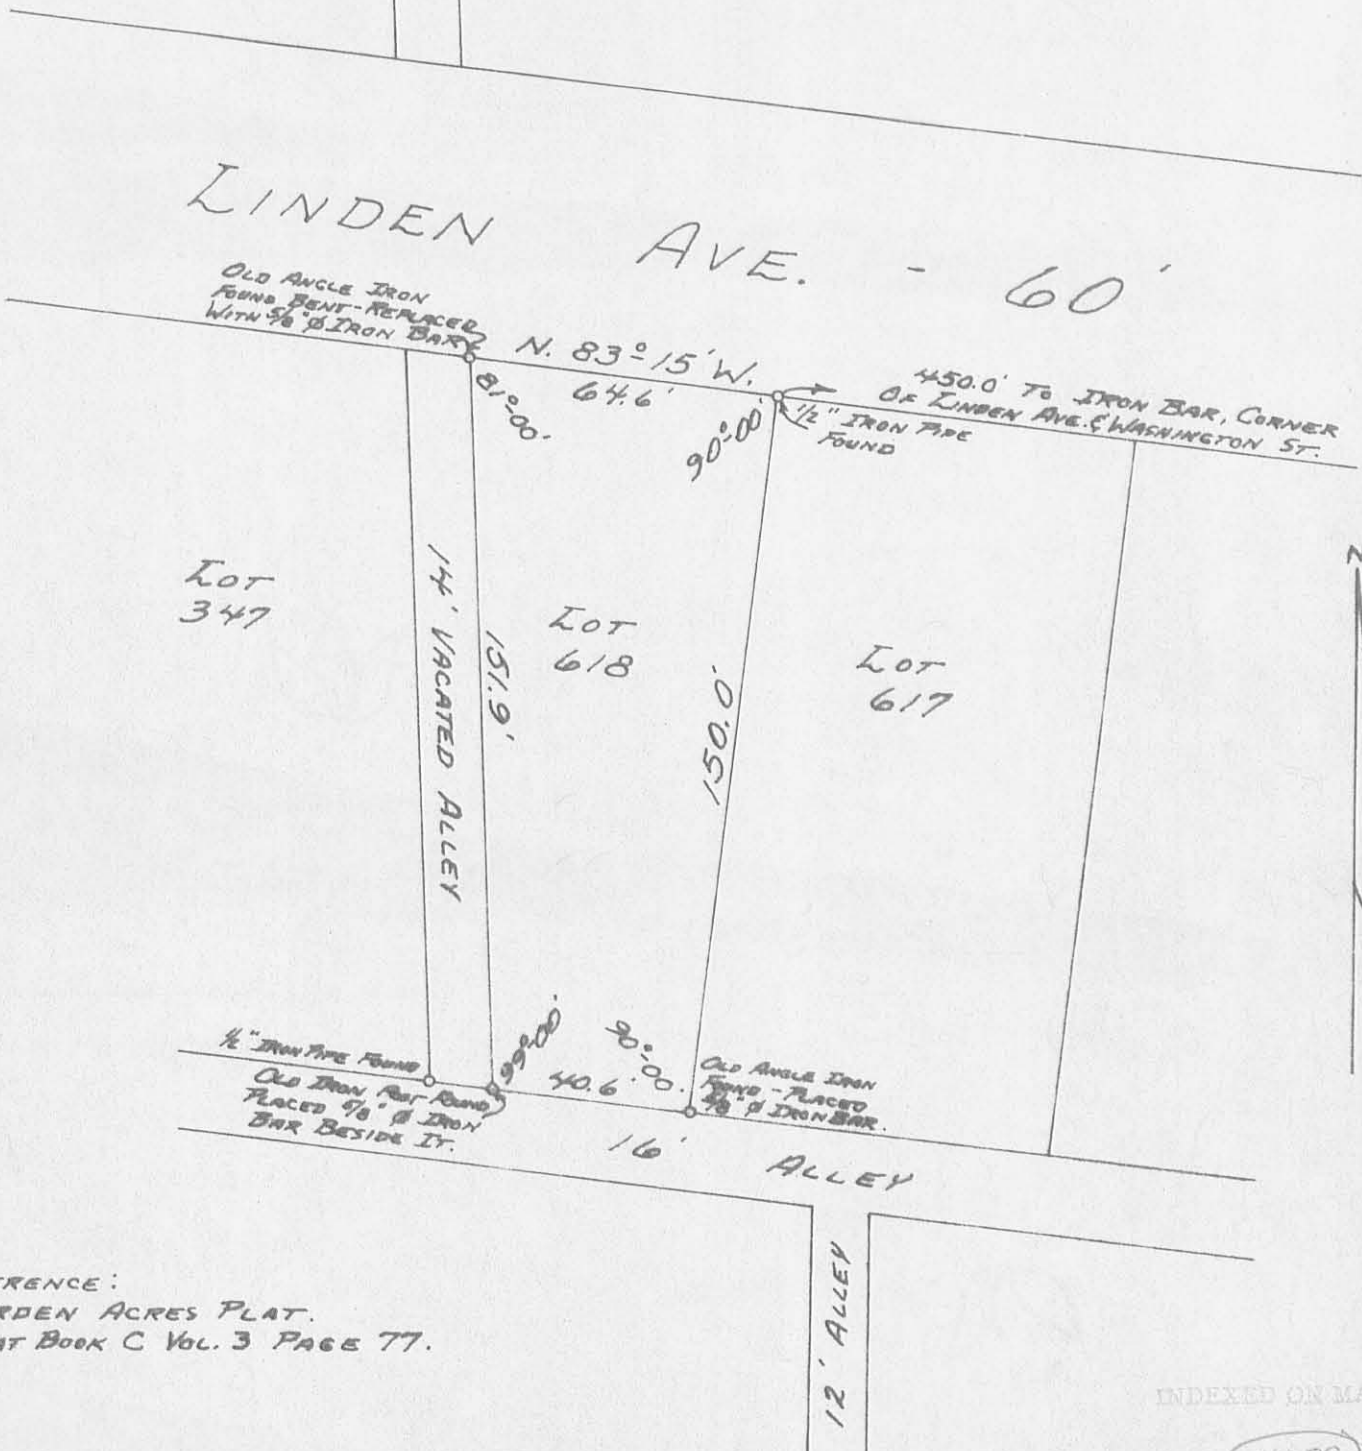 LINDEN AVE. - 60'
OLD ANGLE IRON
FOUND BENT - REPLACED
WITH 5/8" Ø IRON BAR
N. 83°-15' W.
64.6'
81°-00'
90°-00'
450.0' TO IRON BAR, CORNER
OF LINDEN AVE. & WASHINGTON ST.
1/2" IRON PIPE
FOUND
N
LOT
347
14' VACATED ALLEY
151.9'
LOT
618
150.0'
LOT
617
1/2" IRON PIPE FOUND
OLD IRON POST FOUND
PLACED 5/8" Ø IRON
BAR BESIDE IT.
99°-00'
40.6'
90°-00'
OLD ANGLE IRON
FOUND - PLACED
5/8" Ø IRON BAR.
16' ALLEY
12' ALLEY
ERENCE:
RDEN ACRES PLAT.
AT BOOK C VOL. 3 PAGE 77.
INDEXED ON MA